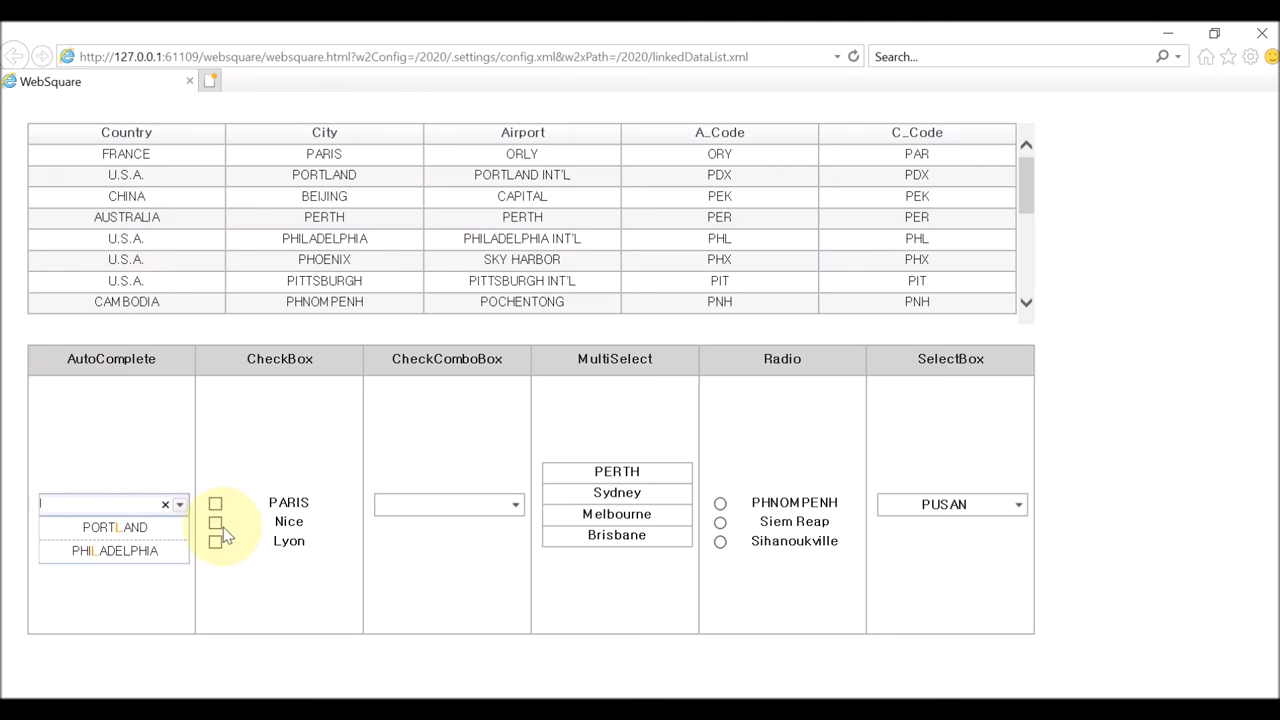 http://127.0.0.1:61109/websquare/websquare.html?w2Config=/2020/.settings/config.xml&w2xPath=/2020/linkedDataList.xml Search...
WebSquare
Country City Airport A_Code C_Code
FRANCE PARIS ORLY ORY PAR
U.S.A. PORTLAND PORTLAND INT'L PDX PDX
CHINA BEIJING CAPITAL PEK PEK
AUSTRALIA PERTH PERTH PER PER
U.S.A. PHILADELPHIA PHILADELPHIA INT'L PHL PHL
U.S.A. PHOENIX SKY HARBOR PHX PHX
U.S.A. PITTSBURGH PITTSBURGH INT'L PIT PIT
CAMBODIA PHNOMPENH POCHENTONG PNH PNH
AutoComplete CheckBox CheckComboBox MultiSelect Radio SelectBox
l
PORTLAND
PHILADELPHIA
PARIS
Nice
Lyon
PERTH
Sydney
Melbourne
Brisbane
PHNOMPENH
Siem Reap
Sihanoukville
PUSAN